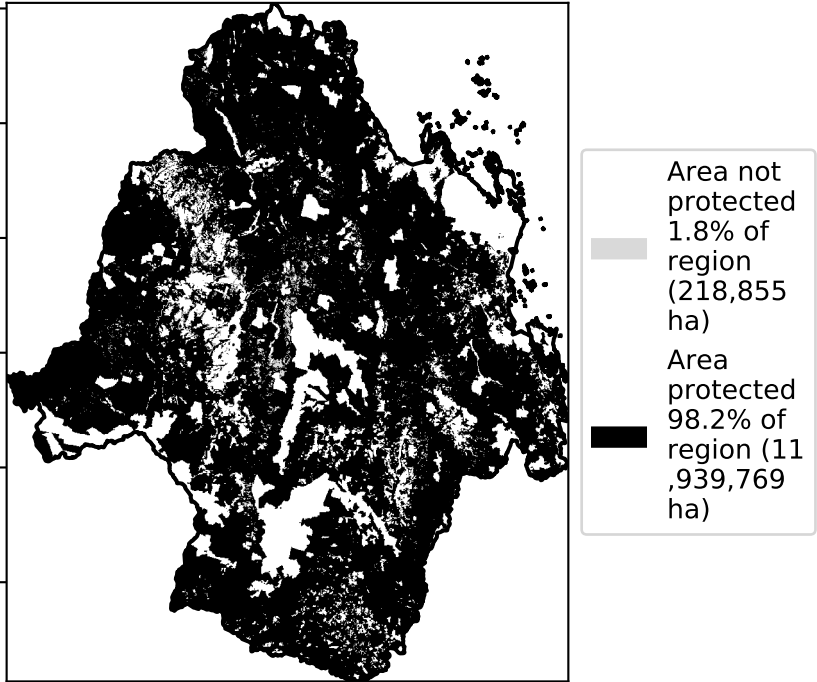 Area not
protected
1.8% of
region
(218,855
ha)
Area
protected
98.2% of
region (11
,939,769
ha)